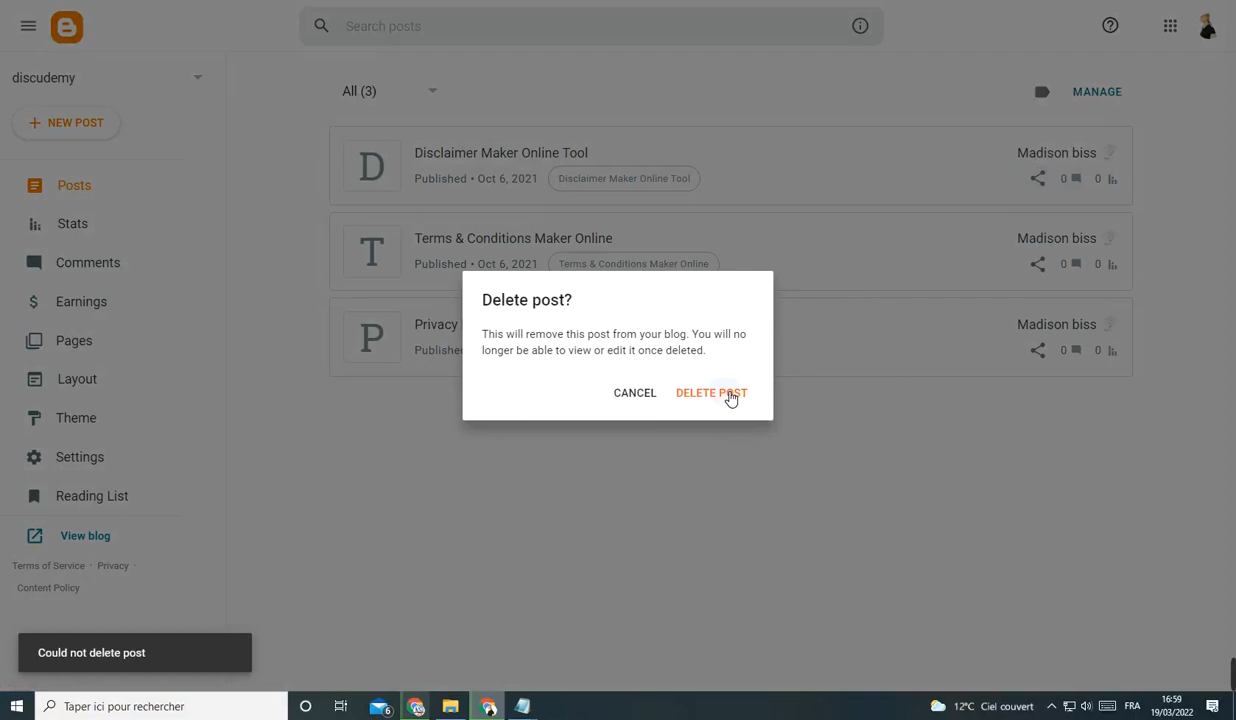 Search posts
discudemy
All (3)
MANAGE
NEW POST
D
Disclaimer Maker Online Tool
Madison biss
Published • Oct 6, 2021
Disclaimer Maker Online Tool
0
0
Posts
Stats
T
Terms & Conditions Maker Online
Madison biss
Published • Oct 6, 2021
Terms & Conditions Maker Online
0
0
Comments
Earnings
P
Privacy
Madison biss
Publishe
0
0
Delete post?
This will remove this post from your blog. You will no
longer be able to view or edit it once deleted.
CANCEL
DELETE POST
Pages
Layout
Theme
Settings
Reading List
View blog
Terms of Service · Privacy ·
Content Policy
Could not delete post
Taper ici pour rechercher
6
12°C Ciel couvert
FRA
16:59
19/03/2022